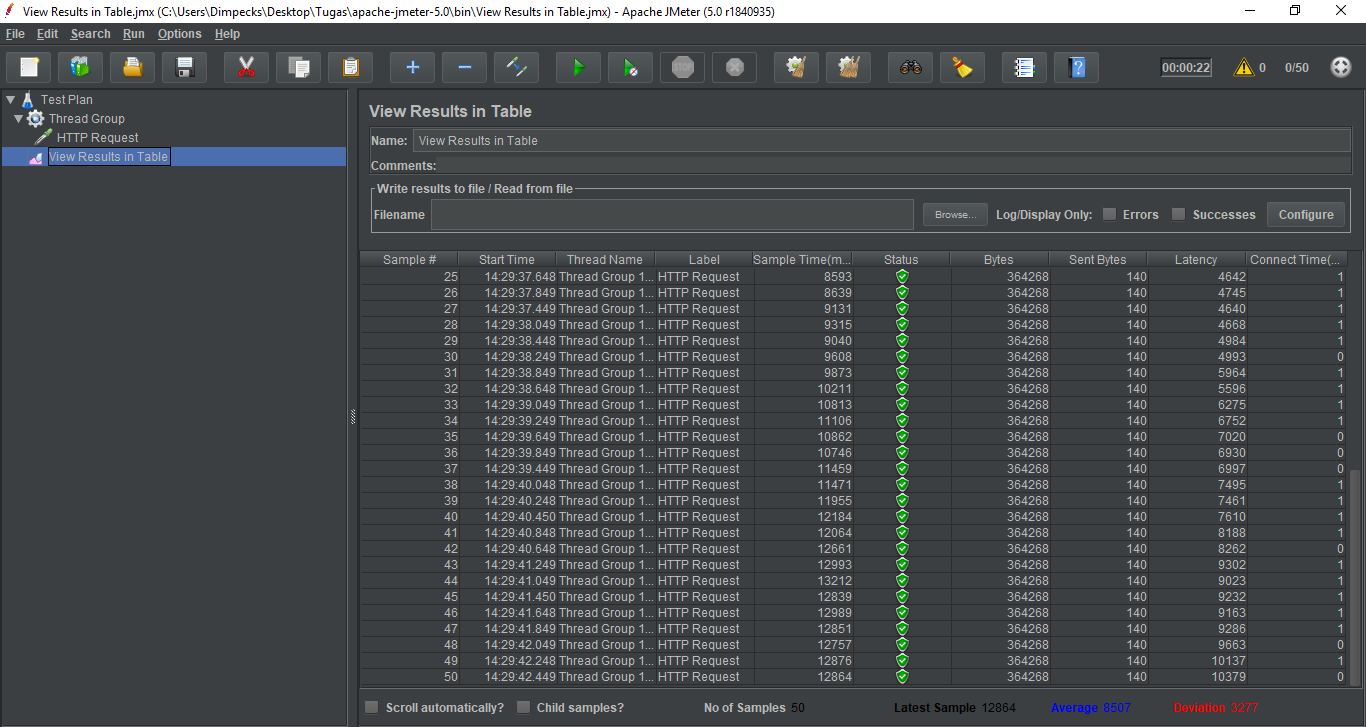 View Results in Table.jmx (C:\Users\Dimpecks\Desktop\Tugas\apache-jmeter-5.0\bin\View Results in Table.jmx) - Apache JMeter (5.0 r1840935)
File Edit Search Run Options Help
STOP 00:00:22 0 0/50
Test Plan
Thread Group
HTTP Request
View Results in Table
View Results in Table
Name: View Results in Table
Comments:
Write results to file / Read from file
Filename Browse... Log/Display Only: Errors Successes Configure
Sample # Start Time Thread Name Label Sample Time(m... Status Bytes Sent Bytes Latency Connect Time(...
25 14:29:37.648 Thread Group 1... HTTP Request 8593 364268 140 4642 1
26 14:29:37.849 Thread Group 1... HTTP Request 8639 364268 140 4745 1
27 14:29:37.449 Thread Group 1... HTTP Request 9131 364268 140 4640 1
28 14:29:38.049 Thread Group 1... HTTP Request 9315 364268 140 4668 1
29 14:29:38.448 Thread Group 1... HTTP Request 9040 364268 140 4984 1
30 14:29:38.249 Thread Group 1... HTTP Request 9608 364268 140 4993 0
31 14:29:38.849 Thread Group 1... HTTP Request 9873 364268 140 5964 1
32 14:29:38.648 Thread Group 1... HTTP Request 10211 364268 140 5596 1
33 14:29:39.049 Thread Group 1... HTTP Request 10813 364268 140 6275 1
34 14:29:39.249 Thread Group 1... HTTP Request 11106 364268 140 6752 1
35 14:29:39.649 Thread Group 1... HTTP Request 10862 364268 140 7020 0
36 14:29:39.849 Thread Group 1... HTTP Request 10746 364268 140 6930 0
37 14:29:39.449 Thread Group 1... HTTP Request 11459 364268 140 6997 0
38 14:29:40.048 Thread Group 1... HTTP Request 11471 364268 140 7495 1
39 14:29:40.248 Thread Group 1... HTTP Request 11955 364268 140 7461 1
40 14:29:40.450 Thread Group 1... HTTP Request 12184 364268 140 7610 1
41 14:29:40.848 Thread Group 1... HTTP Request 12064 364268 140 8188 1
42 14:29:40.648 Thread Group 1... HTTP Request 12661 364268 140 8262 0
43 14:29:41.249 Thread Group 1... HTTP Request 12993 364268 140 9302 1
44 14:29:41.049 Thread Group 1... HTTP Request 13212 364268 140 9023 1
45 14:29:41.450 Thread Group 1... HTTP Request 12839 364268 140 9232 1
46 14:29:41.648 Thread Group 1... HTTP Request 12989 364268 140 9163 1
47 14:29:41.849 Thread Group 1... HTTP Request 12851 364268 140 9286 1
48 14:29:42.049 Thread Group 1... HTTP Request 12757 364268 140 9663 0
49 14:29:42.248 Thread Group 1... HTTP Request 12876 364268 140 10137 1
50 14:29:42.449 Thread Group 1... HTTP Request 12864 364268 140 10379 0
Scroll automatically? Child samples? No of Samples 50 Latest Sample 12864 Average 8507 Deviation 3277